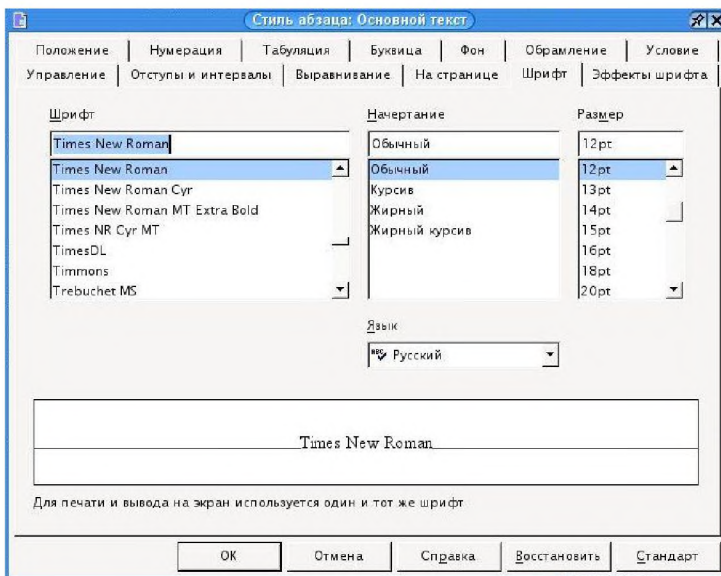 Стиль абзаца: Основной текст
Положение Нумерация Табуляция Буквица Фон Обрамление Условие
Управление Отступы и интервалы Выравнивание На странице Шрифт Эффекты шрифта
Шрифт Начертание Размер
Times New Roman Обычный 12pt
Times New Roman Обычный 12pt
Times New Roman Cyr Курсив 13pt
Times New Roman MT Extra Bold Жирный 14pt
Times NR Cyr MT Жирный курсив 15pt
TimesDL 16pt
Timmons 18pt
Trebuchet MS 20pt
Язык
ABC Русский
Times New Roman
Для печати и вывода на экран используется один и тот же шрифт
OK Отмена Справка Восстановить Стандарт